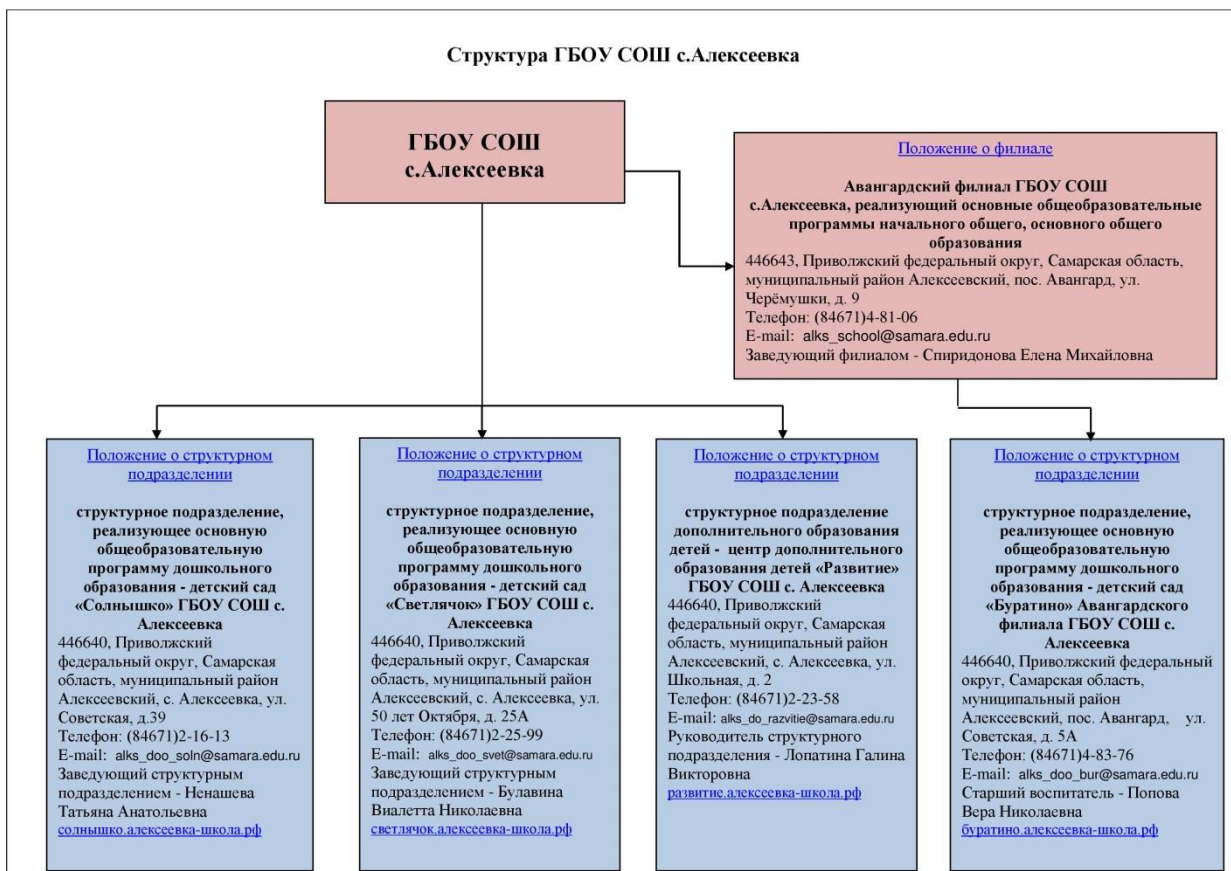 Структура ГБОУ СОШ с.Алексеевка
ГБОУ СОШ
с.Алексеевка
Положение о филиале
Авангардский филиал ГБОУ СОШ
с.Алексеевка, реализующий основные общеобразовательные
программы начального общего, основного общего
образования
446643, Приволжский федеральный округ, Самарская область,
муниципальный район Алексеевский, пос. Авангард, ул.
Черёмушки, д. 9
Телефон: (84671)4-81-06
E-mail: alks_school@samara.edu.ru
Заведующий филиалом - Спиридонова Елена Михайловна
Положение о структурном
подразделении
структурное подразделение,
реализующее основную
общеобразовательную
программу дошкольного
образования - детский сад
«Солнышко» ГБОУ СОШ с.
Алексеевка
446640, Приволжский
федеральный округ, Самарская
область, муниципальный район
Алексеевский, с. Алексеевка, ул.
Советская, д.39
Телефон: (84671)2-16-13
E-mail: alks_doo_soln@samara.edu.ru
Заведующий структурным
подразделением - Ненашева
Татьяна Анатольевна
солнышко.алексеевка-школа.рф
Положение о структурном
подразделении
структурное подразделение,
реализующее основную
общеобразовательную
программу дошкольного
образования - детский сад
«Светлячок» ГБОУ СОШ с.
Алексеевка
446640, Приволжский
федеральный округ, Самарская
область, муниципальный район
Алексеевский, с. Алексеевка, ул.
50 лет Октября, д. 25А
Телефон: (84671)2-25-99
E-mail: alks_doo_svet@samara.edu.ru
Заведующий структурным
подразделением - Булавина
Виалетта Николаевна
светлячок.алексеевка-школа.рф
Положение о структурном
подразделении
структурное подразделение
дополнительного образования
детей - центр дополнительного
образования детей «Развитие»
ГБОУ СОШ с. Алексеевка
446640, Приволжский
федеральный округ, Самарская
область, муниципальный район
Алексеевский, с. Алексеевка, ул.
Школьная, д. 2
Телефон: (84671)2-23-58
E-mail: alks_do_razvitie@samara.edu.ru
Руководитель структурного
подразделения - Лопатина Галина
Викторовна
развитие.алексеевка-школа.рф
Положение о структурном
подразделении
структурное подразделение,
реализующее основную
общеобразовательную
программу дошкольного
образования - детский сад
«Буратино» Авангардского
филиала ГБОУ СОШ с.
Алексеевка
446640, Приволжский федеральный
округ, Самарская область,
муниципальный район
Алексеевский, пос. Авангард, ул.
Советская, д. 5А
Телефон: (84671)4-83-76
E-mail: alks_doo_bur@samara.edu.ru
Старший воспитатель - Попова
Вера Николаевна
буратино.алексеевка-школа.рф